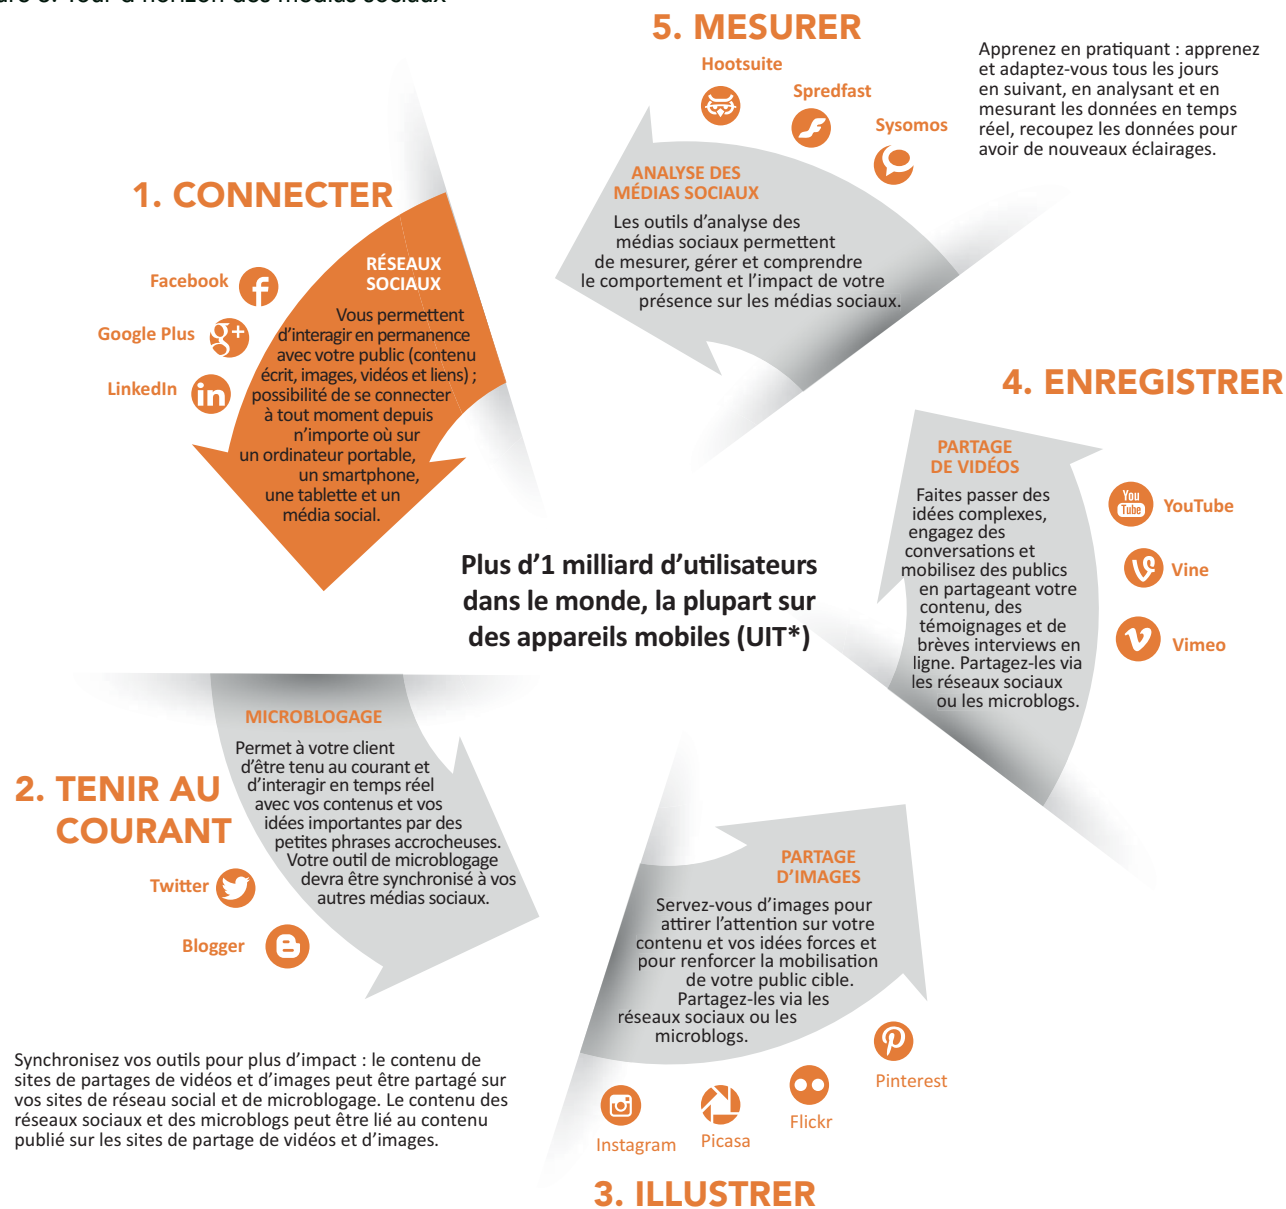 Tour d'horizon des médias sociaux
1. CONNECTER
Facebook
Google Plus
LinkedIn
RÉSEAUX
SOCIAUX
Vous permettent
d'interagir en permanence
avec votre public (contenu
écrit, images, vidéos et liens) ;
possibilité de se connecter
à tout moment depuis
n'importe où sur
un ordinateur portable,
un smartphone,
une tablette et un
média social.
5. MESURER
Hootsuite
Spredfast
Sysomos
ANALYSE DES
MÉDIAS SOCIAUX
Les outils d'analyse des
médias sociaux permettent
de mesurer, gérer et comprendre
le comportement et l'impact de votre
présence sur les médias sociaux.
Apprenez en pratiquant : apprenez
et adaptez-vous tous les jours
en suivant, en analysant et en
mesurant les données en temps
réel, recoupez les données pour
avoir de nouveaux éclairages.
4. ENREGISTRER
PARTAGE
DE VIDÉOS
Faites passer des
idées complexes,
engagez des
conversations et
mobilisez des publics
en partageant votre
contenu, des
témoignages et de
brèves interviews en
ligne. Partagez-les via
les réseaux sociaux
ou les microblogs.
You
Tube
YouTube
Vine
Vimeo
Plus d'1 milliard d'utilisateurs
dans le monde, la plupart sur
des appareils mobiles (UIT*)
2. TENIR AU
COURANT
Twitter
Blogger
MICROBLOGAGE
Permet à votre client
d'être tenu au courant et
d'interagir en temps réel
avec vos contenus et vos
idées importantes par des
petites phrases accrocheuses.
Votre outil de microblogage
devra être synchronisé à vos
autres médias sociaux.
PARTAGE
D'IMAGES
Servez-vous d'images pour
attirer l'attention sur votre
contenu et vos idées forces et
pour renforcer la mobilisation
de votre public cible.
Partagez-les via les
réseaux sociaux ou les
microblogs.
Instagram
Picasa
Flickr
Pinterest
3. ILLUSTRER
Synchronisez vos outils pour plus d'impact : le contenu de
sites de partages de vidéos et d'images peut être partagé sur
vos sites de réseau social et de microblogage. Le contenu des
réseaux sociaux et des microblogs peut être lié au contenu
publié sur les sites de partage de vidéos et d'images.